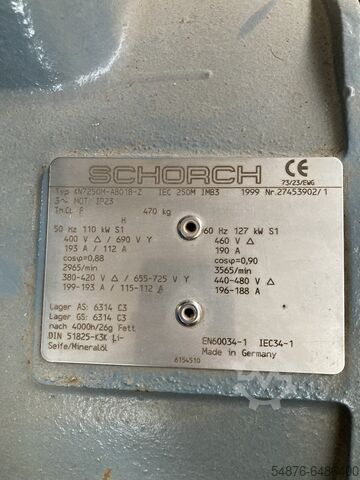 SCHORCH CE
73/23/EWG
Typ KN7250M-AB01B-Z IEC 250M IMB3 1999 Nr.27453902/1
3~ MOT/ IP23
Th.Cl. F 470 kg
H
50 Hz 110 kW S1 60 Hz 127 kW S1
400 V △ / 690 V Y 460 V △
193 A / 112 A 190 A
cosφ=0,88 cosφ=0,90
2965/min 3565/min
380-420 V △ / 655-725 V Y 440-480 V △
199-193 A / 115-112 A 196-188 A
Lager AS: 6314 C3
Lager GS: 6314 C3
nach 4000h/26g Fett
DIN 51825-K3K Li- EN60034-1 IEC34-1
Seife/Mineralöl Made in Germany
6154510
54876-6486400